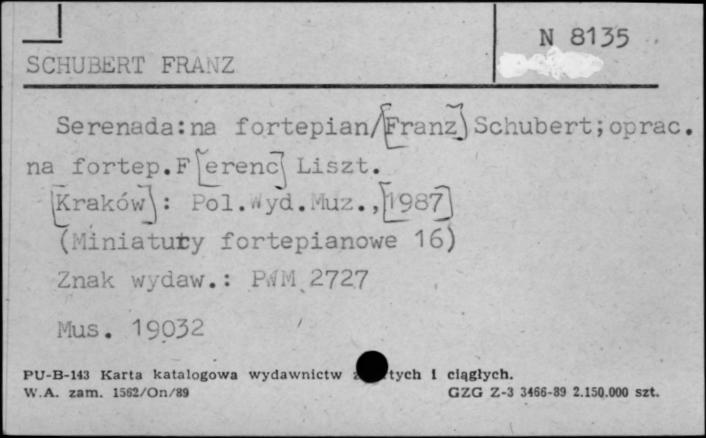 N 8135
SCHUBERT FRANZ
Serenada:na fortepian/[Franz]Schubert;oprac.
na fortep.F[erenc] Liszt.
[Kraków]: Pol.Wyd.Muz.,[1987]
(Miniatury fortepianowe 16)
Znak wydaw.: PWM 2727
Mus. 19032
PU-B-143 Karta katalogowa wydawnictw i ciągłych.
W.A. zam. 1562/On/89 GZG Z-3 3466-89 2.150.000 szt.